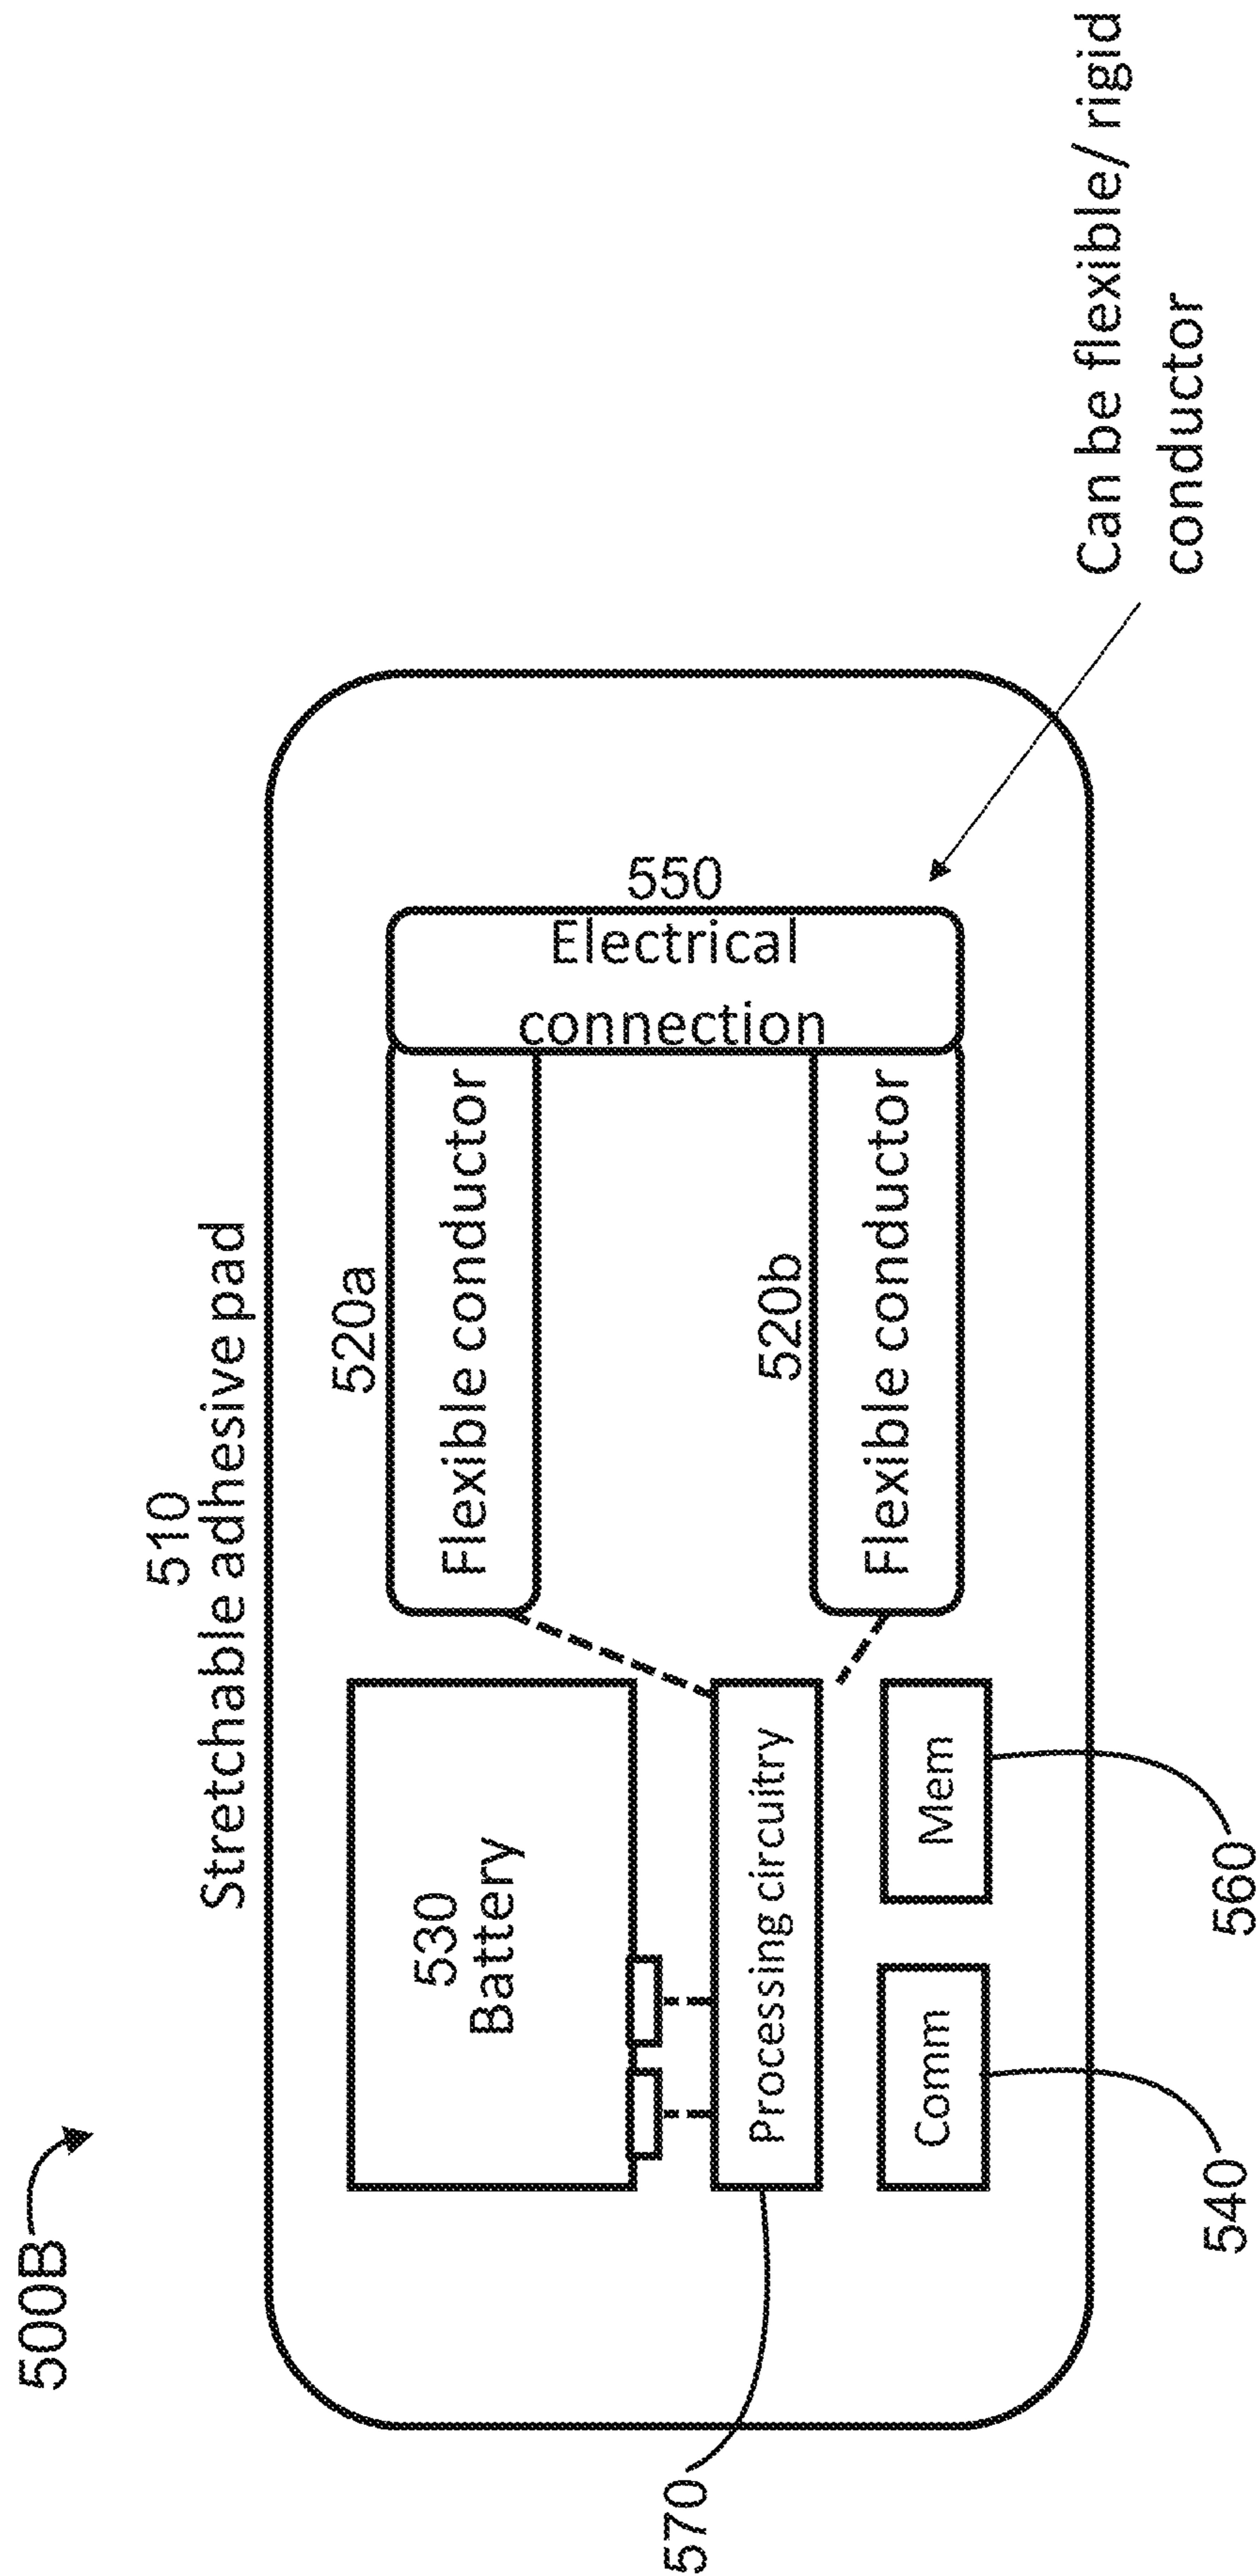 500B
510
Stretchable adhesive pad
520a
530
Battery
Flexible conductor
550
Electrical
connection
520b
Processing circuitry
Flexible conductor
Comm
Mem
570
540
560
Can be flexible/ rigid
conductor